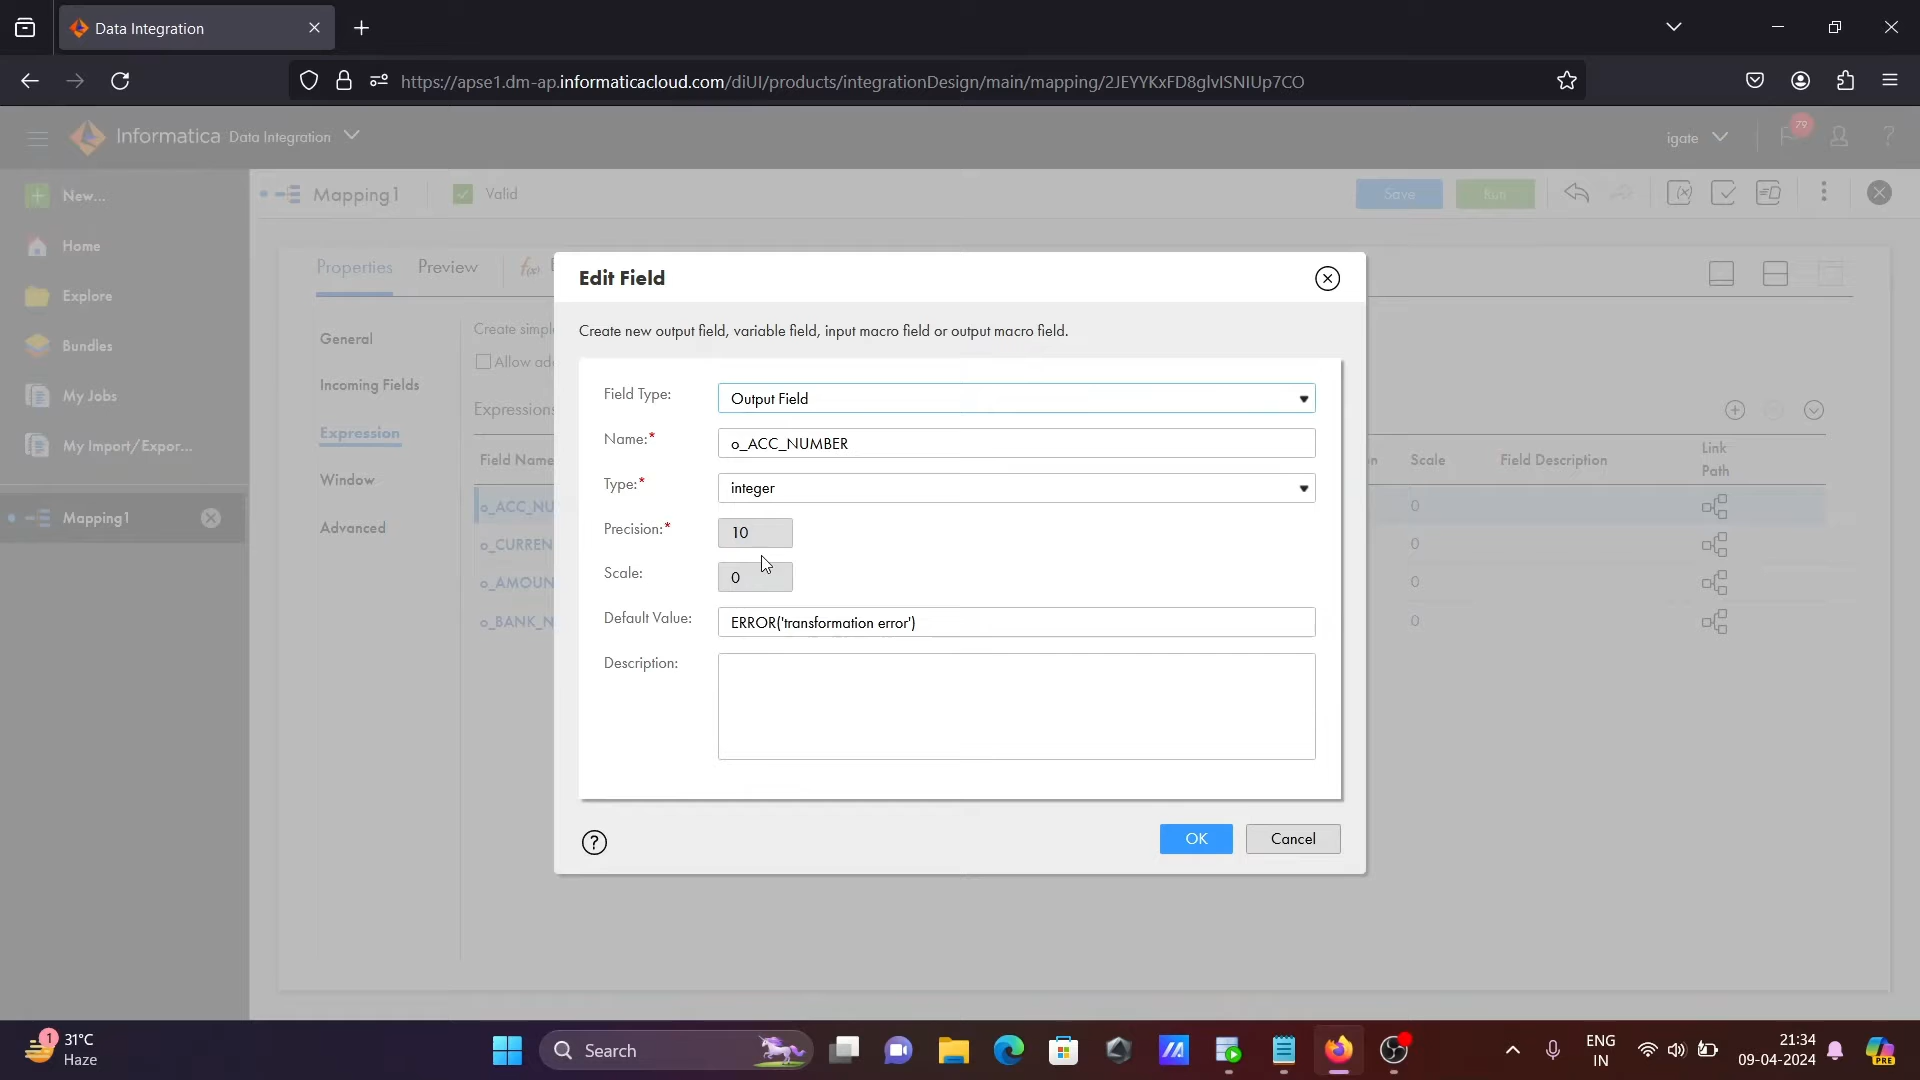 Data Integration
https://apse1.dm-ap.informaticacloud.com/diUI/products/integrationDesign/main/mapping/2JEYYKxFD8glvISNIUp7CO
Informatica Data Integration
igate
79
?
New...
Mapping1
Valid
Save
Run
Home
Properties
Preview
Explore
Bundles
My Jobs
My Import/Expor...
Mapping1
General
Incoming Fields
Expression
Window
Advanced
Create simpl
Allow add
Expressions
Field Name
o_ACC_NU
o_CURREN
o_AMOUN
o_BANK_N
Scale
Field Description
Link
Path
0
0
0
0
Edit Field
Create new output field, variable field, input macro field or output macro field.
Field Type:
Output Field
Name:*
o_ACC_NUMBER
Type:*
integer
Precision:*
10
Scale:
0
Default Value:
ERROR('transformation error')
Description:
?
OK
Cancel
1
31°C
Haze
Search
ENG
IN
21:34
09-04-2024
PRE